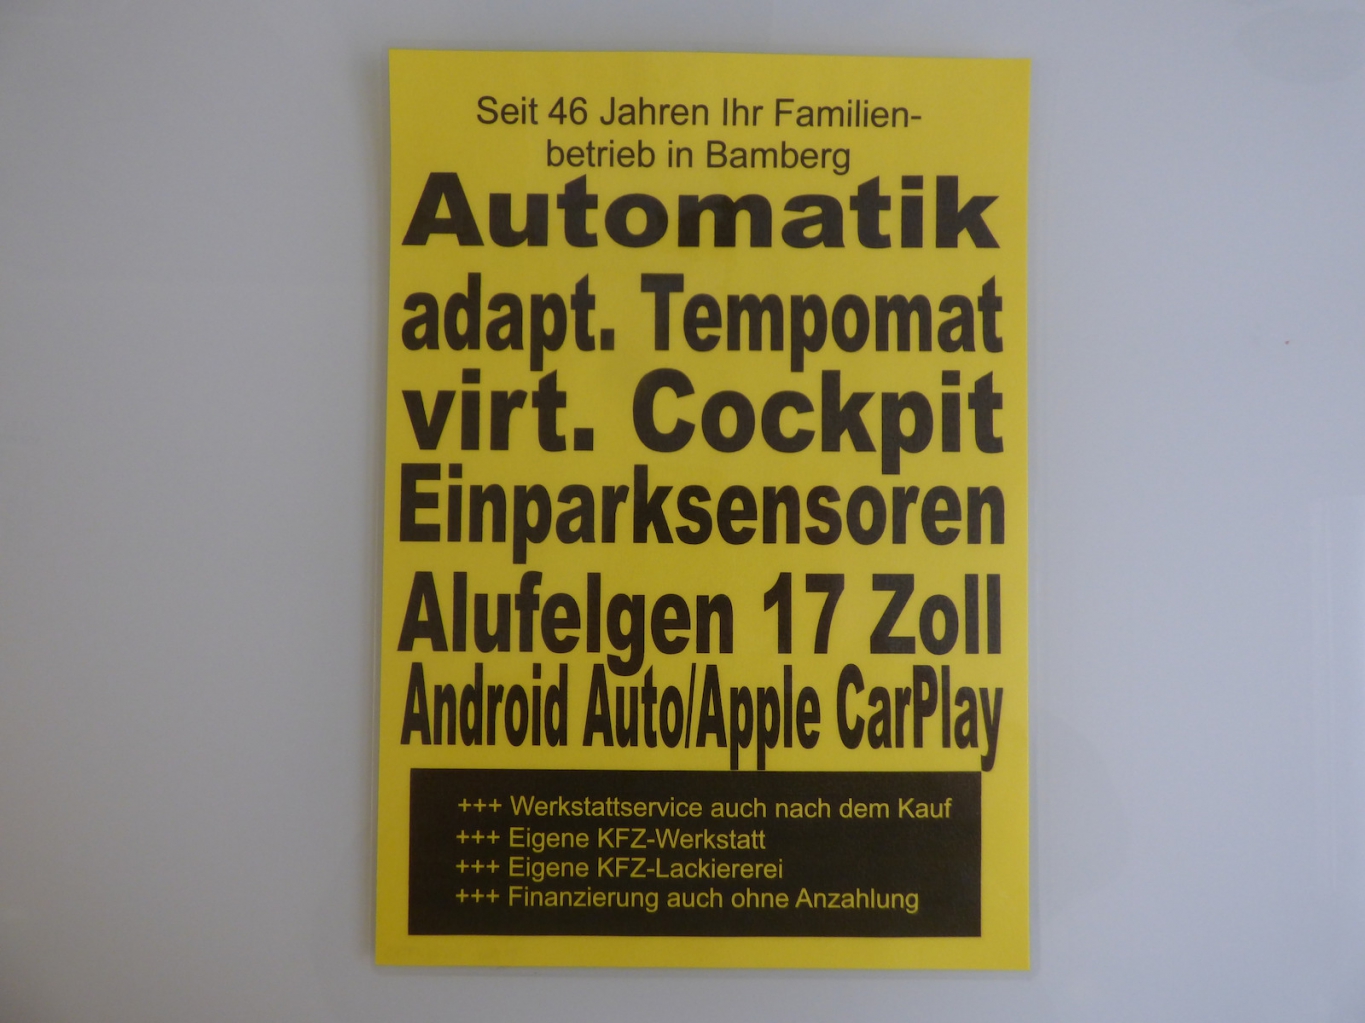 Seit 46 Jahren Ihr Familien-
betrieb in Bamberg
Automatik
adapt. Tempomat
virt. Cockpit
Einparksensoren
Alufelgen 17 Zoll
Android Auto/Apple CarPlay
+++ Werkstattservice auch nach dem Kauf
+++ Eigene KFZ-Werkstatt
+++ Eigene KFZ-Lackiererei
+++ Finanzierung auch ohne Anzahlung